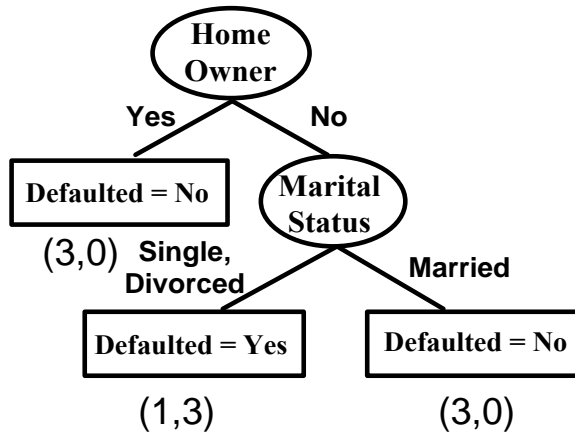 Home
Owner
Yes
No
Defaulted = No
Marital
Status
(3,0)
Single,
Divorced
Married
Defaulted = Yes
Defaulted = No
(1,3)
(3,0)